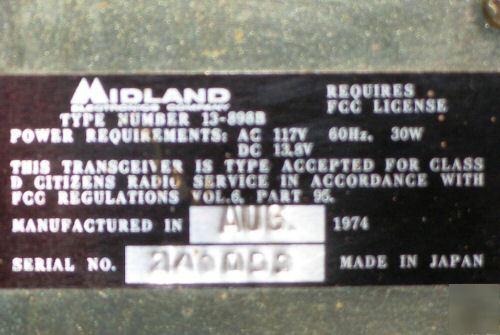 MIDLAND
INTERNATIONAL COMPANY
TYPE NUMBER 13-898B
POWER REQUIREMENTS: AC 117V 60Hz, 30W
DC 13.8V
REQUIRES
FCC LICENSE
THIS TRANSCEIVER IS TYPE ACCEPTED FOR CLASS
D CITIZENS RADIO SERVICE IN ACCORDANCE WITH
FCC REGULATIONS VOL.6, PART 95.
MANUFACTURED IN AUG. 1974
SERIAL NO.
MADE IN JAPAN